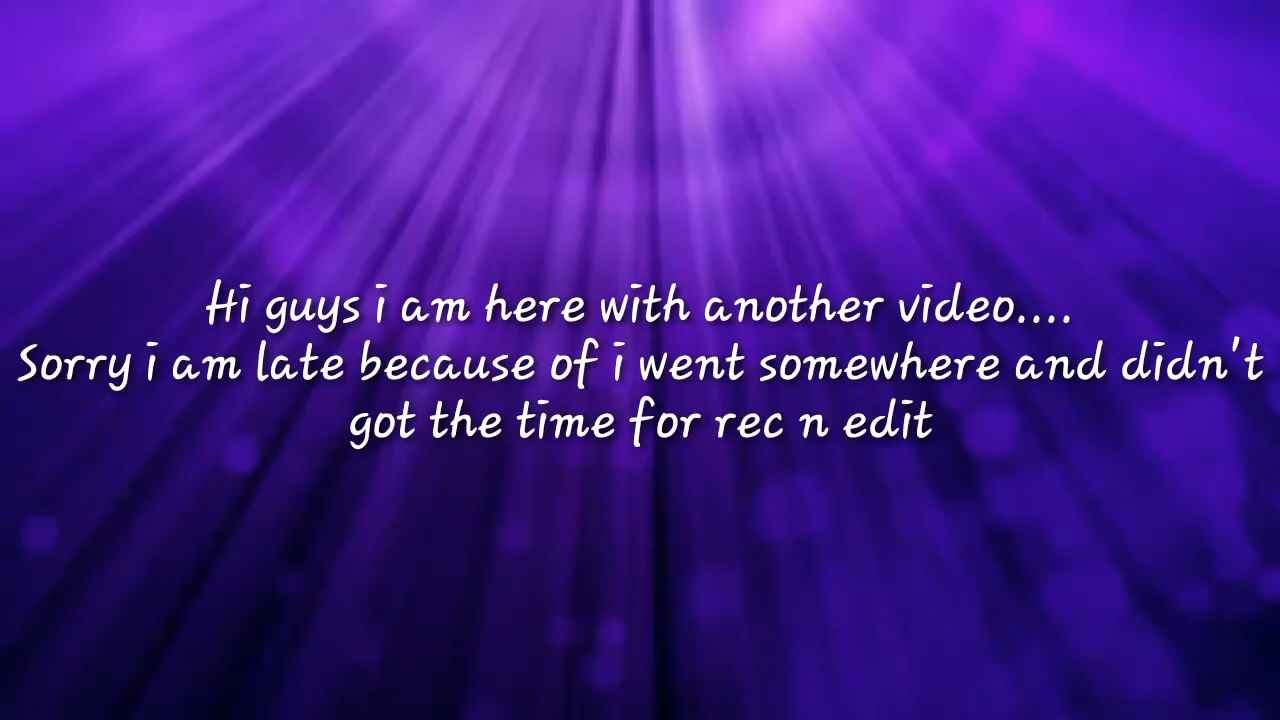 Hi guys i am here with another video....
Sorry i am late because of i went somewhere and didn't
got the time for rec n edit